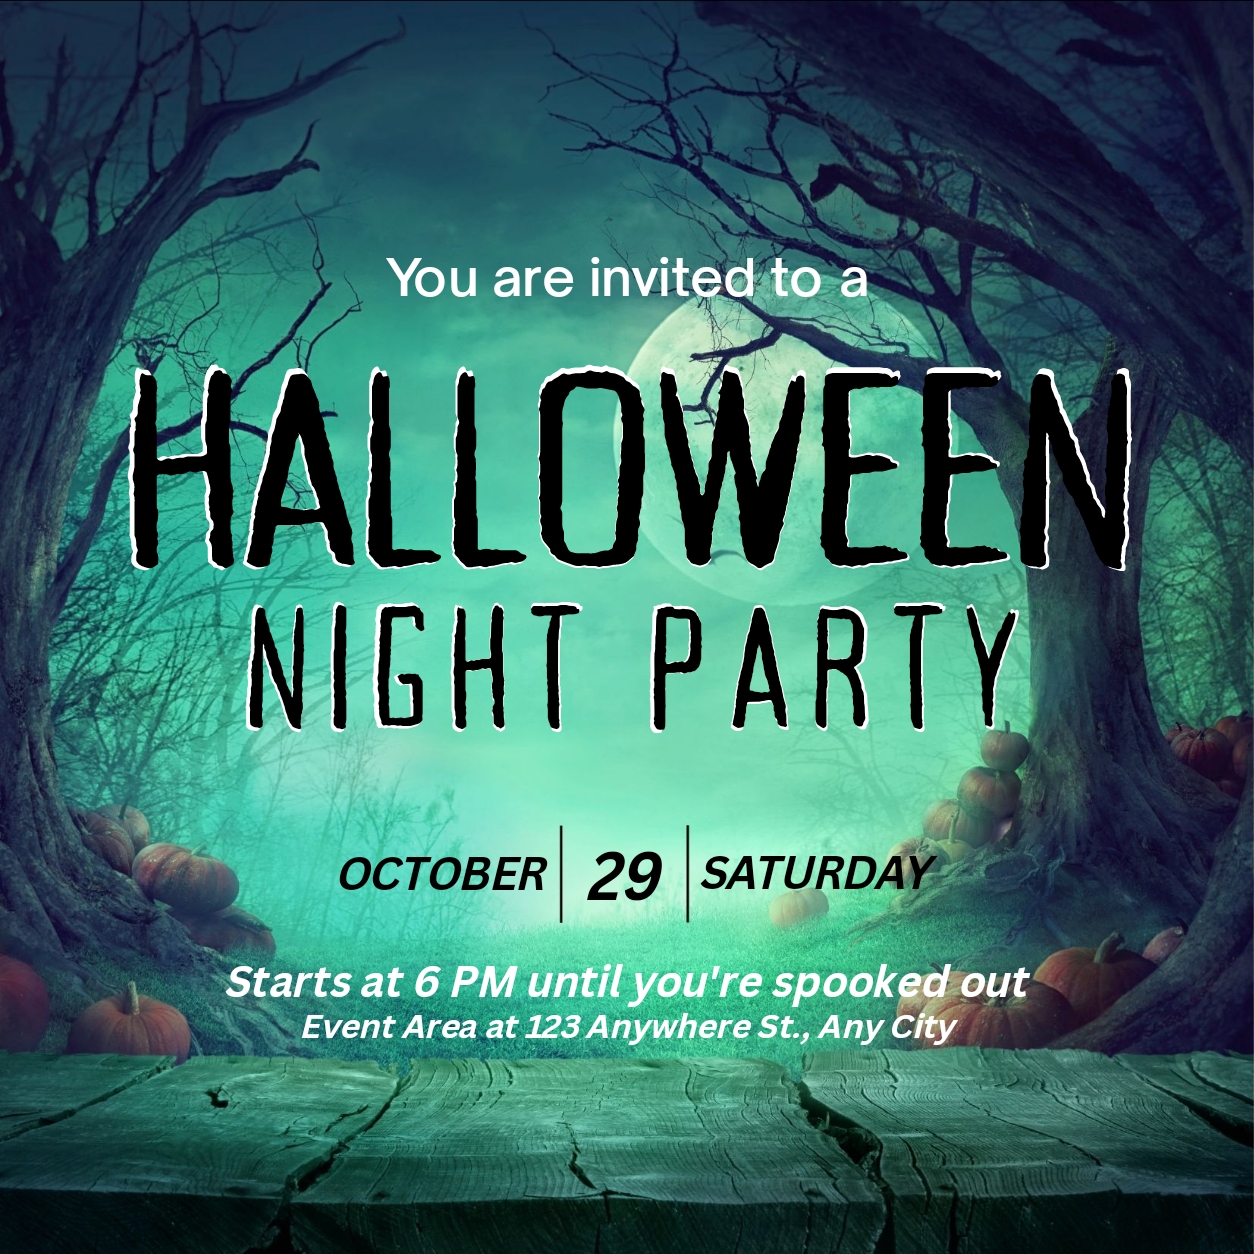 You are invited to a
HALLOWEEN
NIGHT PARTY
OCTOBER 29 SATURDAY
Starts at 6 PM until you're spooked out
Event Area at 123 Anywhere St., Any City